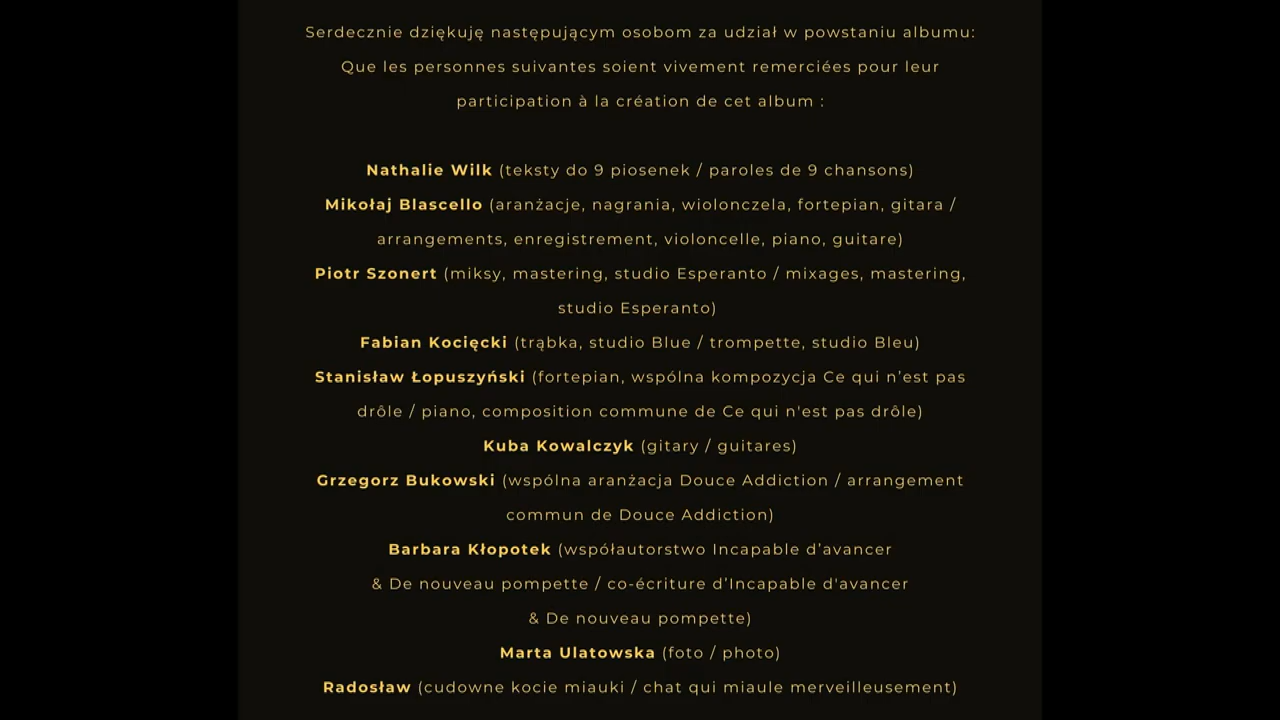 Serdecznie dziękuję następującym osobom za udział w powstaniu albumu:
Que les personnes suivantes soient vivement remerciées pour leur
participation à la création de cet album :
Nathalie Wilk (teksty do 9 piosenek / paroles de 9 chansons)
Mikołaj Blascello (aranżacje, nagrania, wiolonczela, fortepian, gitara /
arrangements, enregistrement, violoncelle, piano, guitare)
Piotr Szonert (miksy, mastering, studio Esperanto / mixages, mastering,
studio Esperanto)
Fabian Kocięcki (trąbka, studio Blue / trompette, studio Bleu)
Stanisław Łopuszyński (fortepian, wspólna kompozycja Ce qui n’est pas
drôle / piano, composition commune de Ce qui n'est pas drôle)
Kuba Kowalczyk (gitary / guitares)
Grzegorz Bukowski (wspólna aranżacja Douce Addiction / arrangement
commun de Douce Addiction)
Barbara Kłopotek (współautorstwo Incapable d’avancer
& De nouveau pompette / co-écriture d’Incapable d'avancer
& De nouveau pompette)
Marta Ulatowska (foto / photo)
Radosław (cudowne kocie miauki / chat qui miaule merveilleusement)